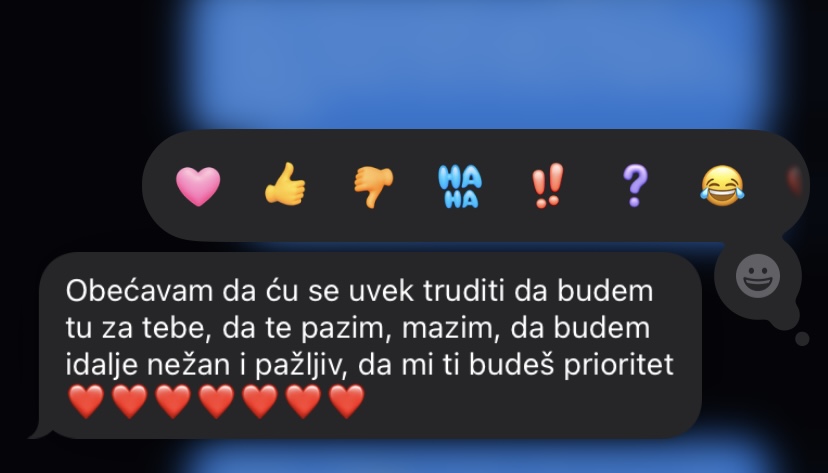 HA
HA
‼
?
Obećavam da ću se uvek truditi da budem
tu za tebe, da te pazim, mazim, da budem
idalje nežan i pažljiv, da mi ti budeš prioritet
❤️❤️❤️❤️❤️❤️❤️